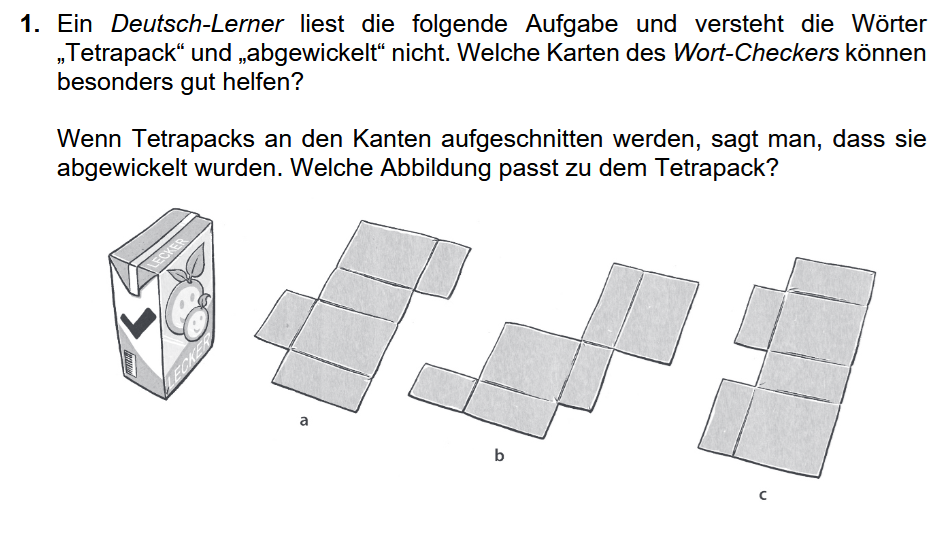 1. Ein Deutsch-Lerner liest die folgende Aufgabe und versteht die Wörter
„Tetrapack“ und „abgewickelt“ nicht. Welche Karten des Wort-Checkers können
besonders gut helfen?
Wenn Tetrapacks an den Kanten aufgeschnitten werden, sagt man, dass sie
abgewickelt wurden. Welche Abbildung passt zu dem Tetrapack?
LECKER
LECKER
a
b
c